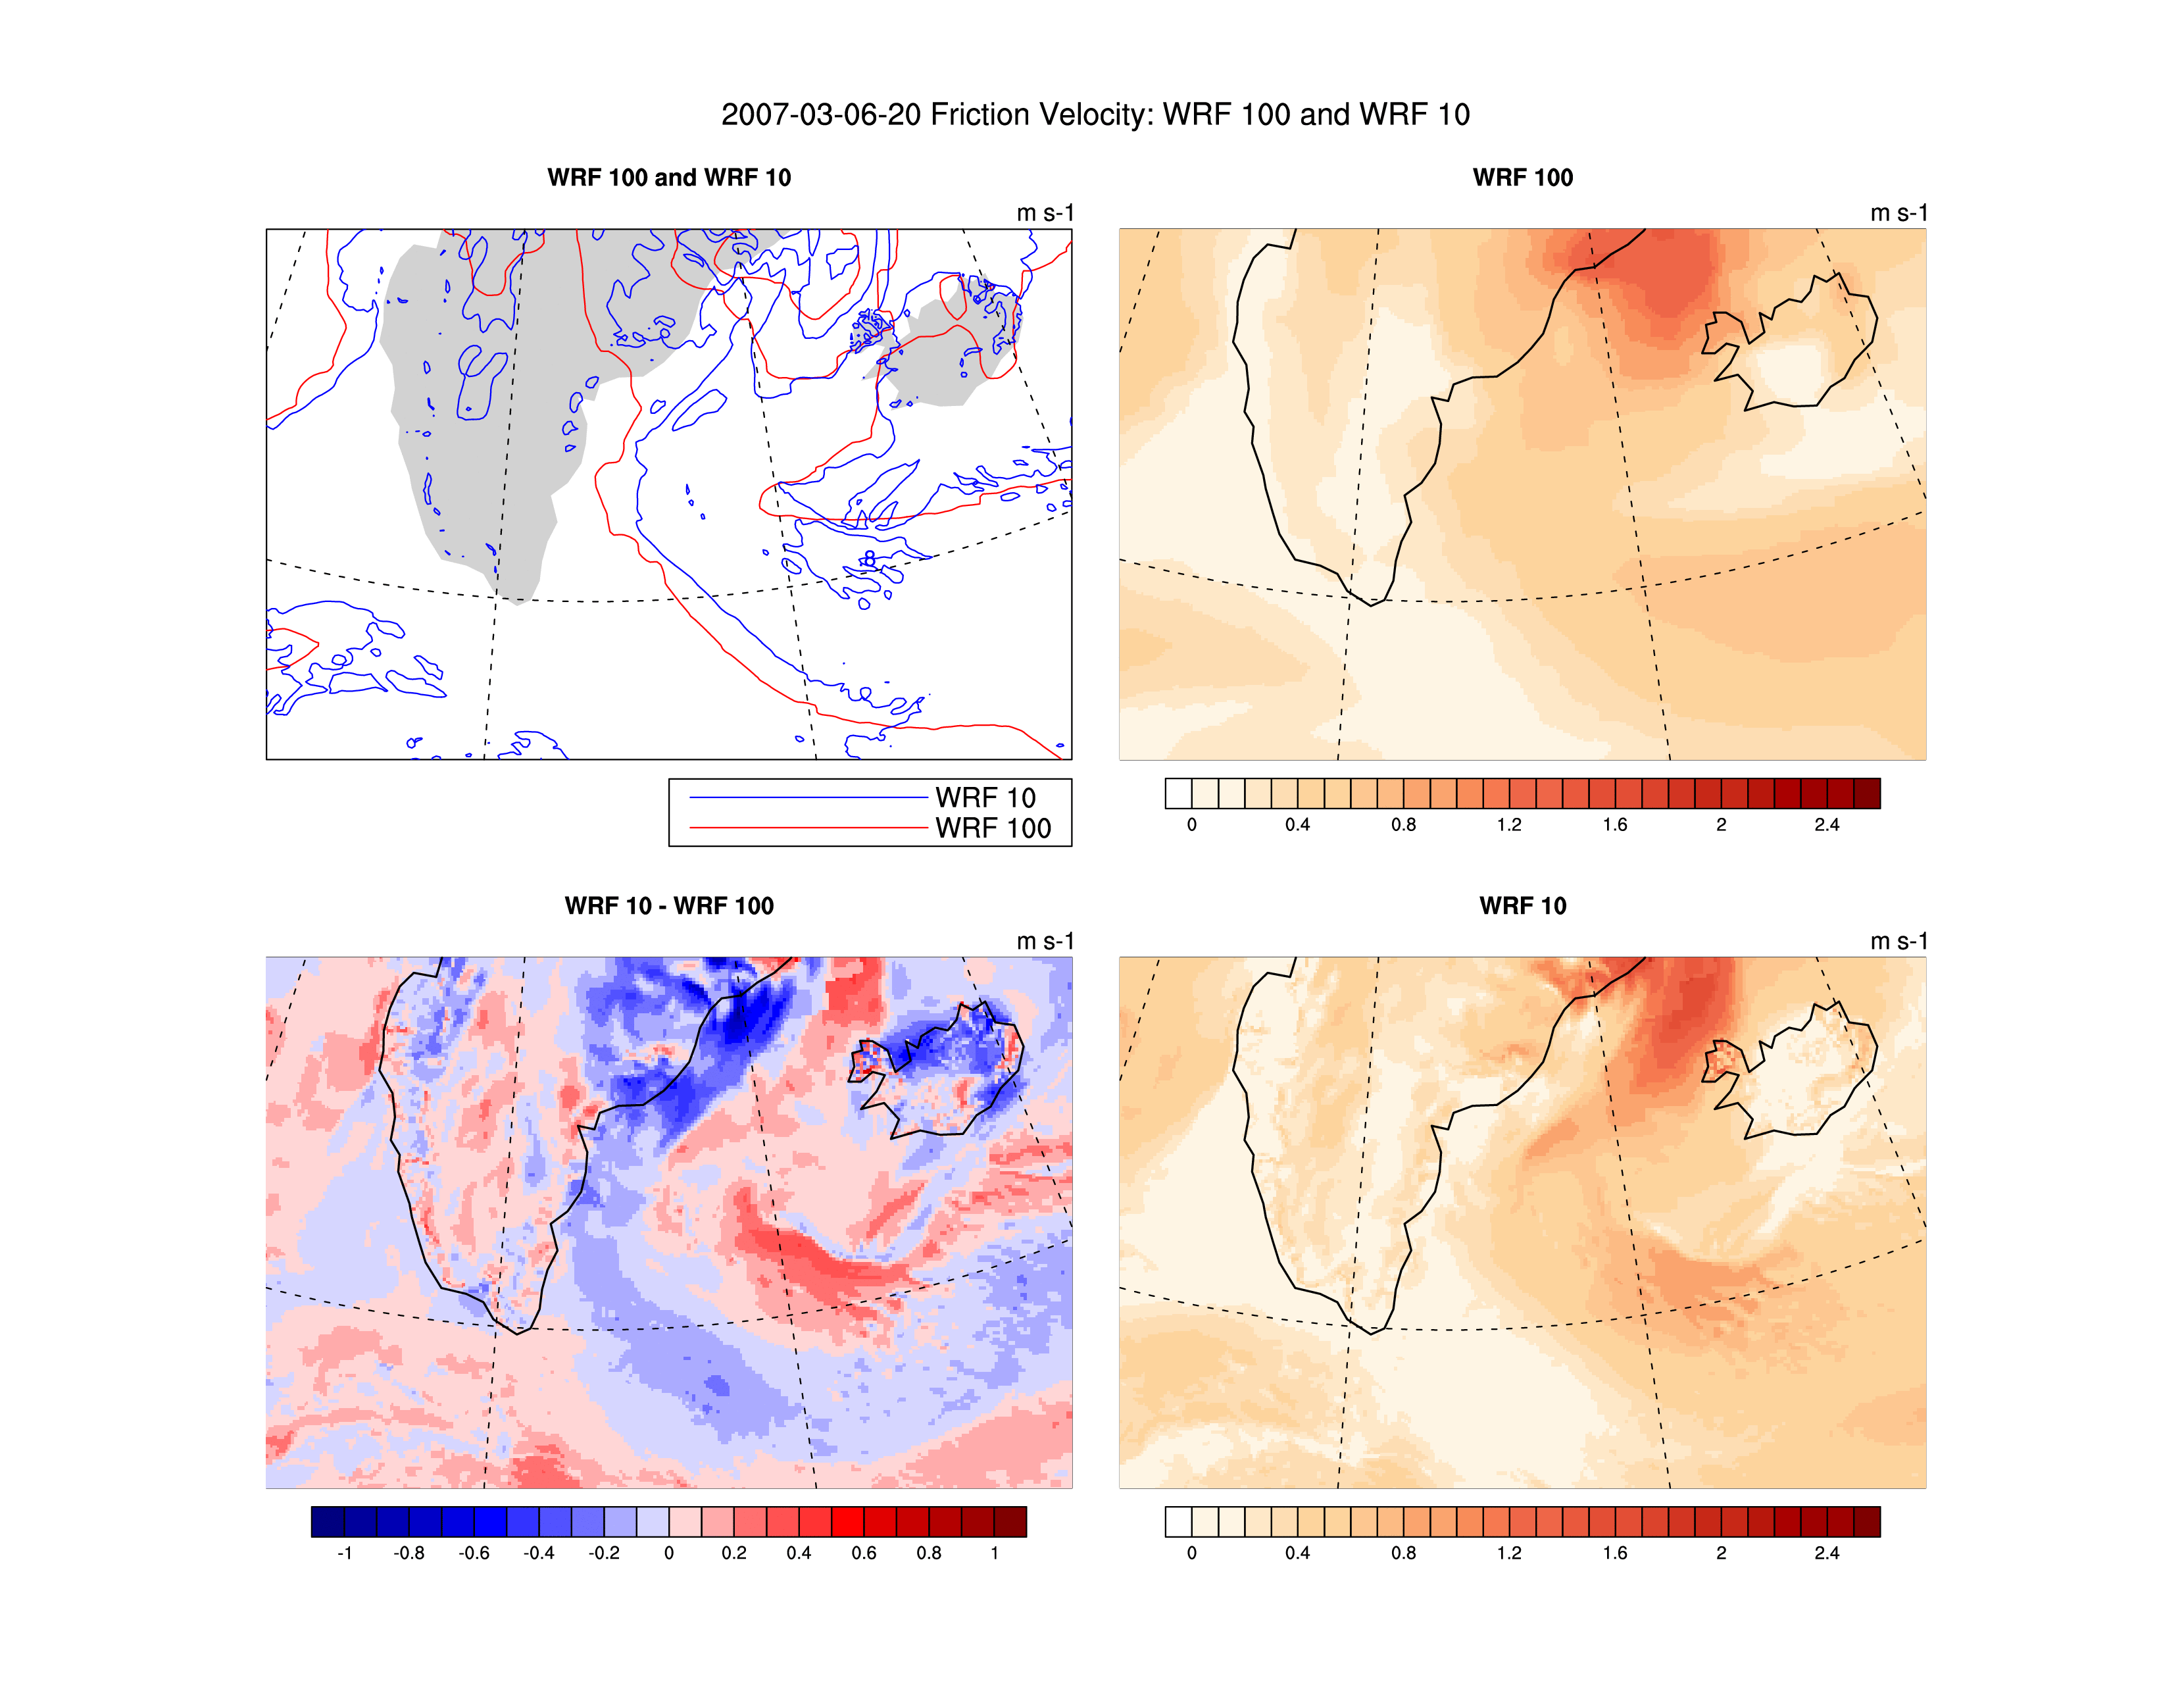 2007-03-06-20 Friction Velocity: WRF 100 and WRF 10
WRF 100 and WRF 10
m s-1
8
WRF 10
WRF 100
WRF 100
m s-1
0 0.4 0.8 1.2 1.6 2 2.4
WRF 10 - WRF 100
m s-1
-1 -0.8 -0.6 -0.4 -0.2 0 0.2 0.4 0.6 0.8 1
WRF 10
m s-1
0 0.4 0.8 1.2 1.6 2 2.4